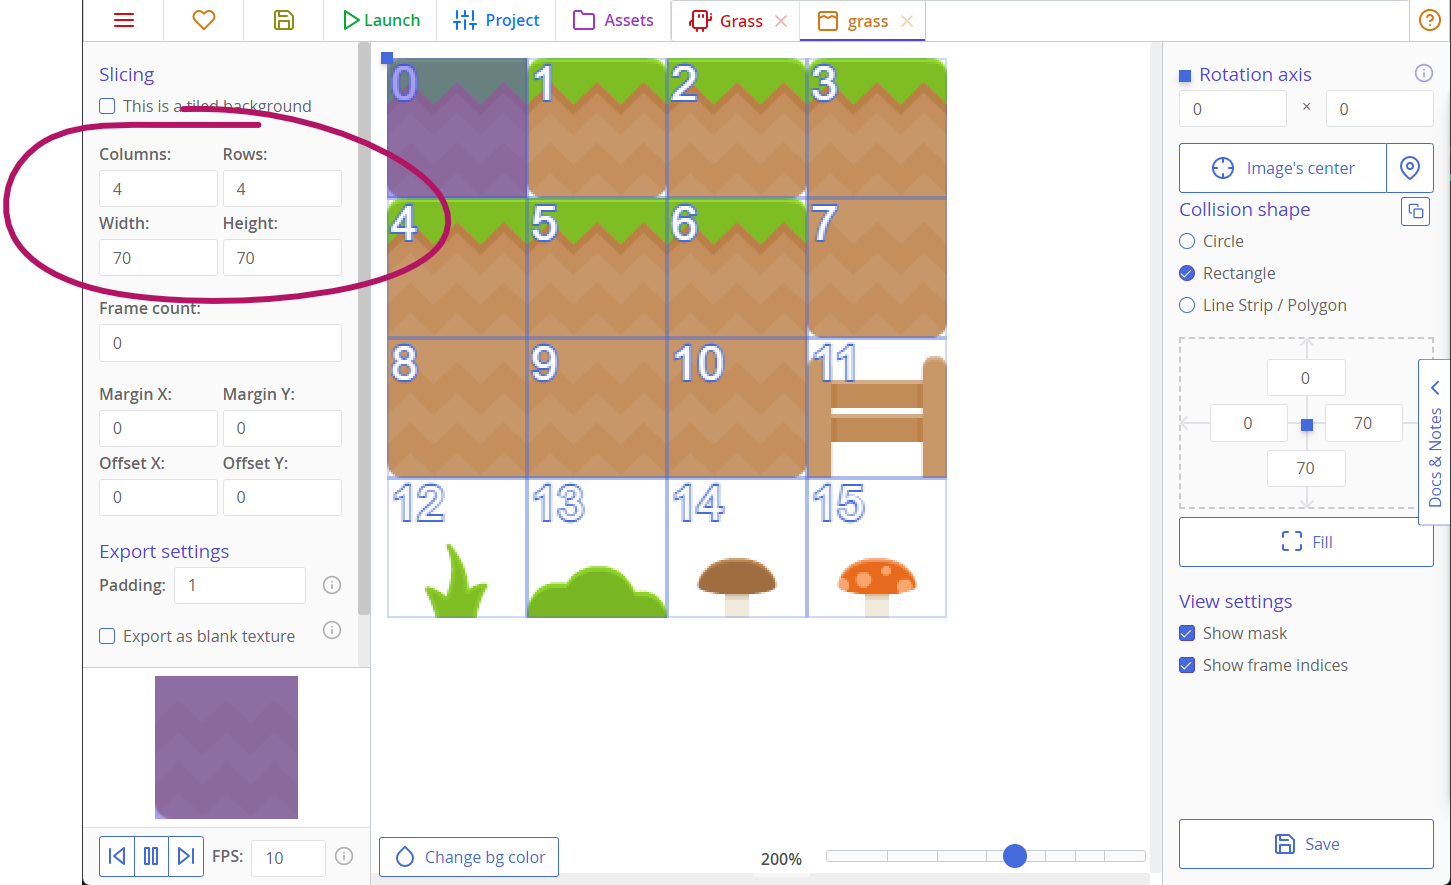 Launch Project Assets Grass grass
Slicing
This is a tiled background
Columns: Rows:
4 4
Width: Height:
70 70
Frame count:
0
Margin X: Margin Y:
0 0
Offset X: Offset Y:
0 0
Export settings
Padding: 1
Export as blank texture
FPS: 10
0 1 2 3
4 5 6 7
8 9 10 11
12 13 14 15
Change bg color
200%
Rotation axis
0 × 0
Image's center
Collision shape
Circle
Rectangle
Line Strip / Polygon
0
0 70
70
Docs & Notes
Fill
View settings
Show mask
Show frame indices
Save